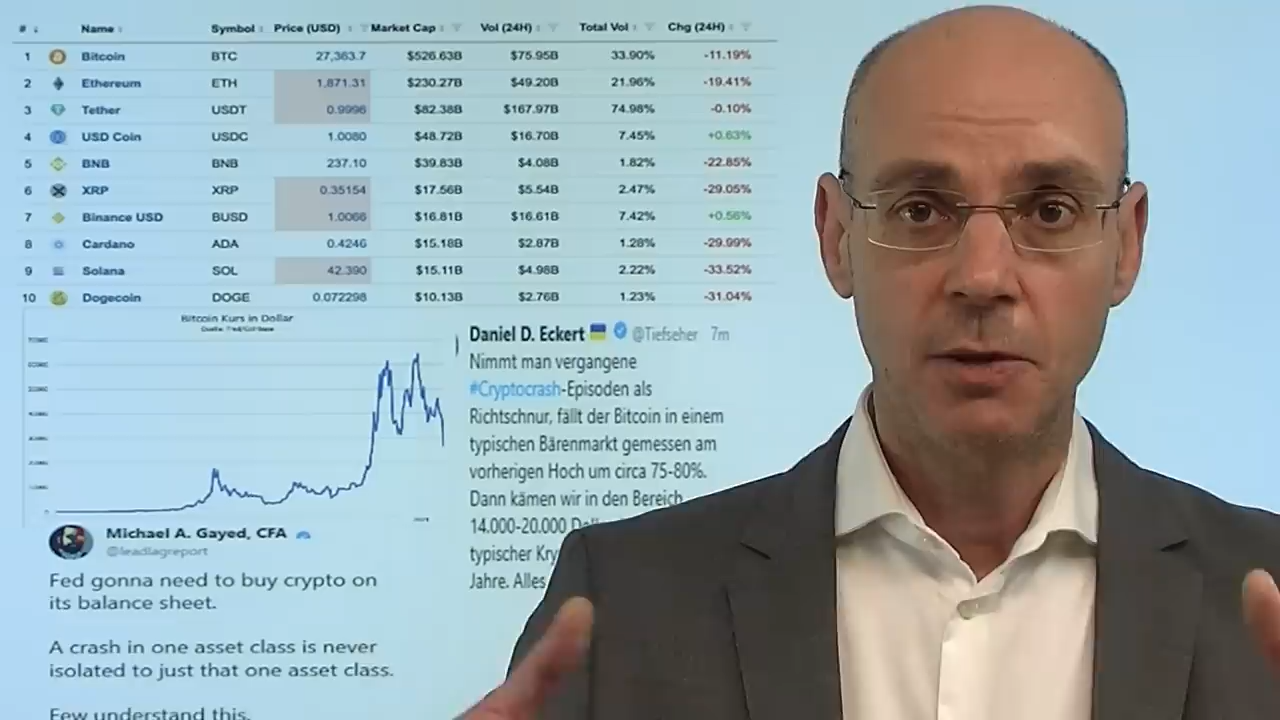 # Name Symbol Price (USD) Market Cap Vol (24H) Total Vol Chg (24H)
1 Bitcoin BTC 27,363.7 $526.63B $75.95B 33.90% -11.19%
2 Ethereum ETH 1,871.31 $230.27B $49.20B 21.96% -19.41%
3 Tether USDT 0.9996 $82.38B $167.97B 74.98% -0.10%
4 USD Coin USDC 1.0080 $48.72B $16.70B 7.45% +0.63%
5 BNB BNB 237.10 $39.83B $4.08B 1.82% -22.85%
6 XRP XRP 0.35154 $17.56B $5.54B 2.47% -29.05%
7 Binance USD BUSD 1.0066 $16.81B $16.61B 7.42% +0.56%
8 Cardano ADA 0.4246 $15.18B $2.87B 1.28% -29.99%
9 Solana SOL 42.390 $15.11B $4.98B 2.22% -33.52%
10 Dogecoin DOGE 0.072298 $10.13B $2.76B 1.23% -31.04%
Bitcoin Kurs in Dollar
Daniel D. Eckert @Tiefseher 7m
Nimmt man vergangene
#Cryptocrash-Episoden als
Richtschnur, fällt der Bitcoin in einem
typischen Bärenmarkt gemessen am
vorherigen Hoch um circa 75-80%.
Dann kämen wir in den Bereich
14.000-20.000
typischer
Jahre. Alles
Michael A. Gayed, CFA
@leadlagreport
Fed gonna need to buy crypto on
its balance sheet.
A crash in one asset class is never
isolated to just that one asset class.
Few understand this.